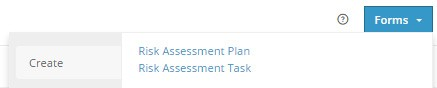 Forms
Create
Risk Assessment Plan
Risk Assessment Task